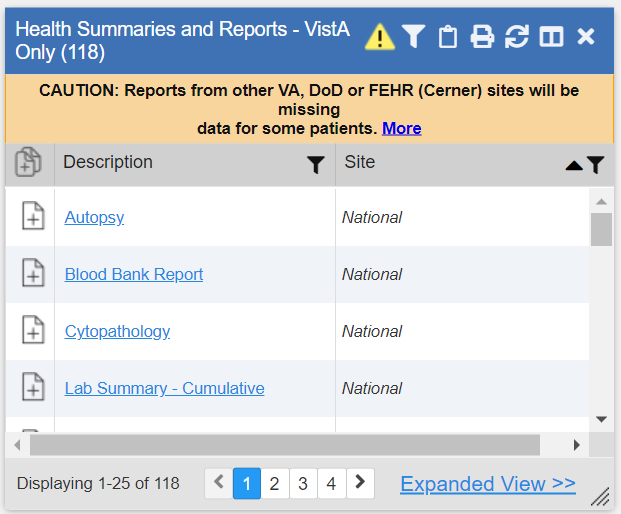 Health Summaries and Reports - VistA
Only (118)
CAUTION: Reports from other VA, DoD or FEHR (Cerner) sites will be
missing
data for some patients. More
Description Site
Autopsy National
Blood Bank Report National
Cytopathology National
Lab Summary - Cumulative National
Displaying 1-25 of 118 < 1 2 3 4 > Expanded View >>